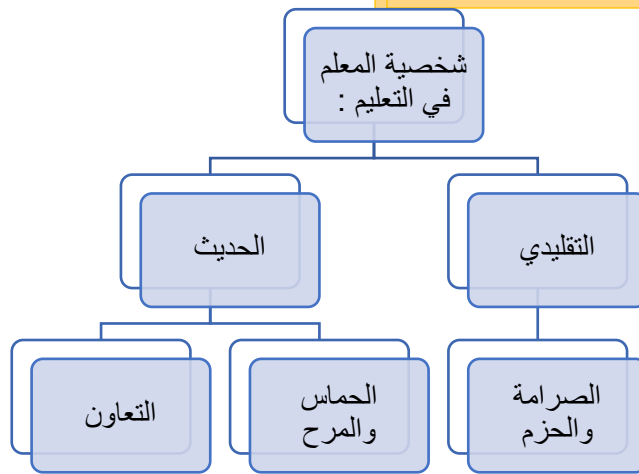 شخصية المعلم
في التعليم :
التقليدي
الحديث
الصرامة
والحزم
الحماس
والمرح
التعاون